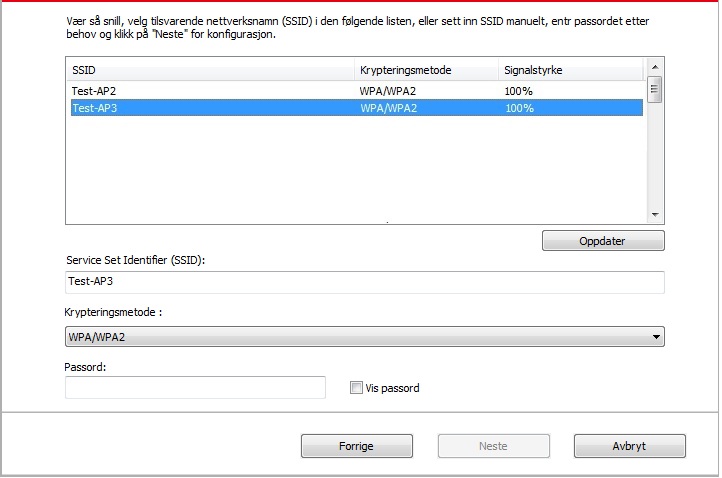 Vær så snill, velg tilsvarende nettverksnamn (SSID) i den følgende listen, eller sett inn SSID manuelt, entr passordet etter
behov og klikk på "Neste" for konfigurasjon.
SSID Krypteringsmetode Signalstyrke
Test-AP2 WPA/WPA2 100%
Test-AP3 WPA/WPA2 100%
Oppdater
Service Set Identifier (SSID):
Test-AP3
Krypteringsmetode :
WPA/WPA2
Passord:
Vis passord
Forrige Neste Avbryt